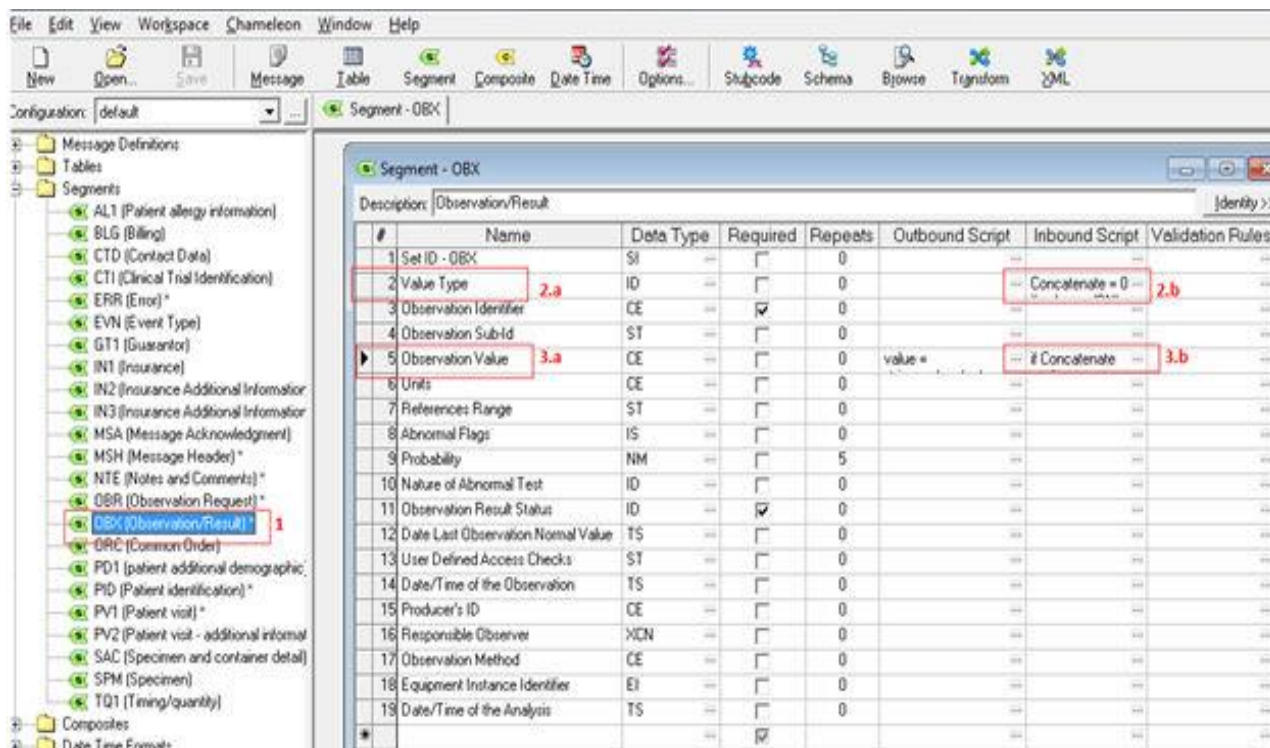 File Edit View Workspace Chameleon Window Help
New Open... Save Message Table Segment Composite Date Time Options... Stubcode Schema Browse Transform XML
Configuration: default ... Segment - OBX
Message Definitions
Tables
Segments
AL1 (Patient allergy information)
BLG (Billing)
CTD (Contact Data)
CTI (Clinical Trial Identification)
ERR (Error) *
EVN (Event Type)
GT1 (Guarantor)
IN1 (Insurance)
IN2 (Insurance Additional Information
IN3 (Insurance Additional Information
MSA (Message Acknowledgment)
MSH (Message Header) *
NTE (Notes and Comments) *
OBR (Observation Request) *
OBX (Observation/Result) * 1
ORC (Common Order)
PD1 (patient additional demographic)
PID (Patient identification) *
PV1 (Patient visit) *
PV2 (Patient visit - additional informat
SAC (Specimen and container detail)
SPM (Specimen)
TQ1 (Timing/quantity)
Composites
Date Time Formats
Segment - OBX
Description: Observation/Result Identity >
# Name Data Type Required Repeats Outbound Script Inbound Script Validation Rules
1 Set ID - OBX SI ... 0 ... ...
2 Value Type 2.a ID ... 0 ... Concatenate = 0 ... 2.b
3 Observation Identifier CE ... 0 ... ...
4 Observation Sub-Id ST ... 0 ... ...
5 Observation Value 3.a CE ... 0 value = ... if Concatenate ... 3.b
6 Units CE ... 0 ... ...
7 References Range ST ... 0 ... ...
8 Abnormal Flags IS ... 0 ... ...
9 Probability NM ... 5 ... ...
10 Nature of Abnormal Test ID ... 0 ... ...
11 Observation Result Status ID ... 0 ... ...
12 Date Last Observation Normal Value TS ... 0 ... ...
13 User Defined Access Checks ST ... 0 ... ...
14 Date/Time of the Observation TS ... 0 ... ...
15 Producer's ID CE ... 0 ... ...
16 Responsible Observer XCN ... 0 ... ...
17 Observation Method CE ... 0 ... ...
18 Equipment Instance Identifier EI ... 0 ... ...
19 Date/Time of the Analysis TS ... 0 ... ...
* ... ... ...